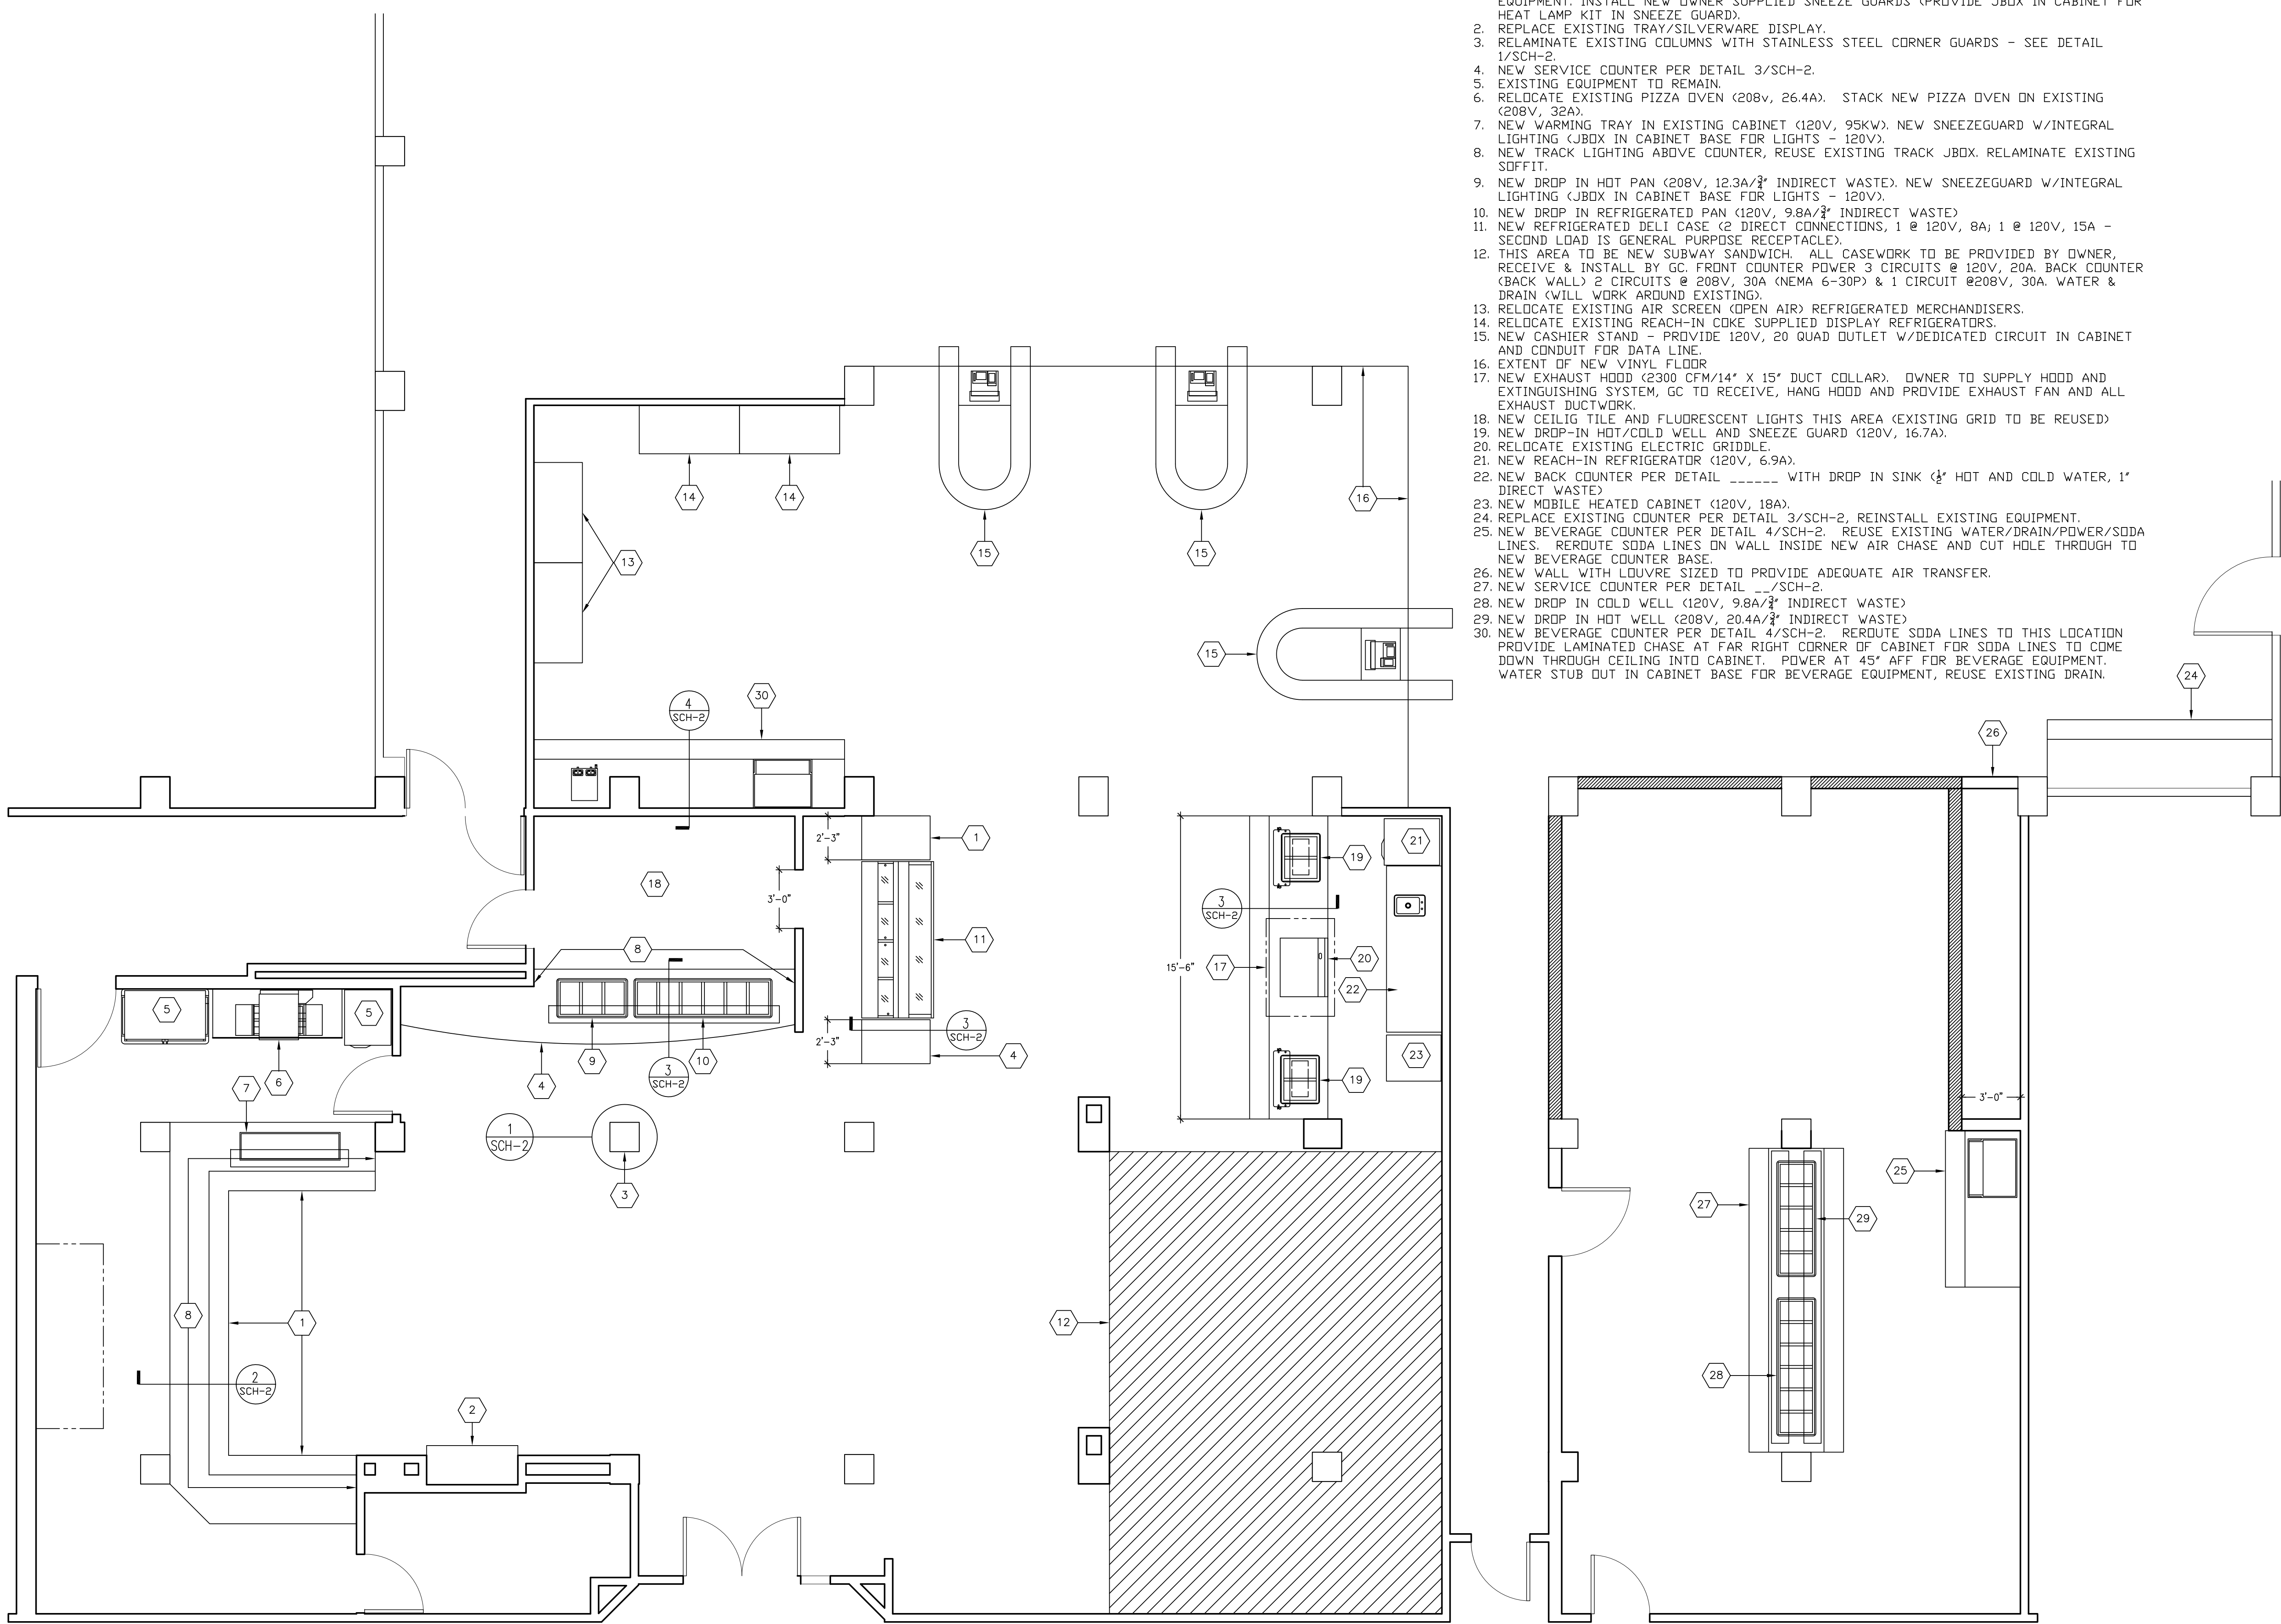 EQUIPMENT. INSTALL NEW OWNER SUPPLIED SNEEZE GUARDS (PROVIDE JBOX IN CABINET FOR
HEAT LAMP KIT IN SNEEZE GUARD).
2. REPLACE EXISTING TRAY/SILVERWARE DISPLAY.
3. RELAMINATE EXISTING COLUMNS WITH STAINLESS STEEL CORNER GUARDS - SEE DETAIL
1/SCH-2.
4. NEW SERVICE COUNTER PER DETAIL 3/SCH-2.
5. EXISTING EQUIPMENT TO REMAIN.
6. RELOCATE EXISTING PIZZA OVEN (208v, 26.4A). STACK NEW PIZZA OVEN ON EXISTING
(208V, 32A).
7. NEW WARMING TRAY IN EXISTING CABINET (120V, 95KW). NEW SNEEZEGUARD W/INTEGRAL
LIGHTING (JBOX IN CABINET BASE FOR LIGHTS - 120V).
8. NEW TRACK LIGHTING ABOVE COUNTER, REUSE EXISTING TRACK JBOX. RELAMINATE EXISTING
SOFFIT.
9. NEW DROP IN HOT PAN (208V, 12.3A/¾" INDIRECT WASTE). NEW SNEEZEGUARD W/INTEGRAL
LIGHTING (JBOX IN CABINET BASE FOR LIGHTS - 120V).
10. NEW DROP IN REFRIGERATED PAN (120V, 9.8A/¾" INDIRECT WASTE)
11. NEW REFRIGERATED DELI CASE (2 DIRECT CONNECTIONS, 1 @ 120V, 8A; 1 @ 120V, 15A -
SECOND LOAD IS GENERAL PURPOSE RECEPTACLE).
12. THIS AREA TO BE NEW SUBWAY SANDWICH. ALL CASEWORK TO BE PROVIDED BY OWNER,
RECEIVE & INSTALL BY GC. FRONT COUNTER POWER 3 CIRCUITS @ 120V, 20A. BACK COUNTER
(BACK WALL) 2 CIRCUITS @ 208V, 30A (NEMA 6-30P) & 1 CIRCUIT @208V, 30A. WATER &
DRAIN (WILL WORK AROUND EXISTING).
13. RELOCATE EXISTING AIR SCREEN (OPEN AIR) REFRIGERATED MERCHANDISERS.
14. RELOCATE EXISTING REACH-IN COKE SUPPLIED DISPLAY REFRIGERATORS.
15. NEW CASHIER STAND - PROVIDE 120V, 20 QUAD OUTLET W/DEDICATED CIRCUIT IN CABINET
AND CONDUIT FOR DATA LINE.
16. EXTENT OF NEW VINYL FLOOR
17. NEW EXHAUST HOOD (2300 CFM/14" X 15" DUCT COLLAR). OWNER TO SUPPLY HOOD AND
EXTINGUISHING SYSTEM, GC TO RECEIVE, HANG HOOD AND PROVIDE EXHAUST FAN AND ALL
EXHAUST DUCTWORK.
18. NEW CEILIG TILE AND FLUORESCENT LIGHTS THIS AREA (EXISTING GRID TO BE REUSED)
19. NEW DROP-IN HOT/COLD WELL AND SNEEZE GUARD (120V, 16.7A).
20. RELOCATE EXISTING ELECTRIC GRIDDLE.
21. NEW REACH-IN REFRIGERATOR (120V, 6.9A).
22. NEW BACK COUNTER PER DETAIL ______ WITH DROP IN SINK (½" HOT AND COLD WATER, 1"
DIRECT WASTE)
23. NEW MOBILE HEATED CABINET (120V, 18A).
24. REPLACE EXISTING COUNTER PER DETAIL 3/SCH-2, REINSTALL EXISTING EQUIPMENT.
25. NEW BEVERAGE COUNTER PER DETAIL 4/SCH-2. REUSE EXISTING WATER/DRAIN/POWER/SODA
LINES. REROUTE SODA LINES ON WALL INSIDE NEW AIR CHASE AND CUT HOLE THROUGH TO
NEW BEVERAGE COUNTER BASE.
26. NEW WALL WITH LOUVRE SIZED TO PROVIDE ADEQUATE AIR TRANSFER.
27. NEW SERVICE COUNTER PER DETAIL __/SCH-2.
28. NEW DROP IN COLD WELL (120V, 9.8A/¾" INDIRECT WASTE)
29. NEW DROP IN HOT WELL (208V, 20.4A/¾" INDIRECT WASTE)
30. NEW BEVERAGE COUNTER PER DETAIL 4/SCH-2. REROUTE SODA LINES TO THIS LOCATION
PROVIDE LAMINATED CHASE AT FAR RIGHT CORNER OF CABINET FOR SODA LINES TO COME
DOWN THROUGH CEILING INTO CABINET. POWER AT 45" AFF FOR BEVERAGE EQUIPMENT.
WATER STUB OUT IN CABINET BASE FOR BEVERAGE EQUIPMENT, REUSE EXISTING DRAIN.
14
14
16
15
15
13
15
24
30
4
SCH-2
26
2'-3"
1
21
19
18
3'-0"
3
SCH-2
8
11
15'-6"
17
20
22
5
5
9
10
3
SCH-2
2'-3"
4
3
SCH-2
23
19
7
6
4
3'-0"
1
SCH-2
3
25
27
29
8
1
12
2
SCH-2
28
2